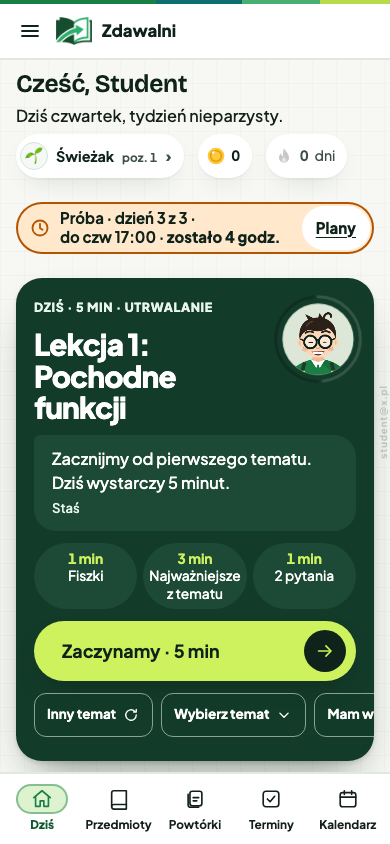 Zdawalni
Cześć, Student
Dziś czwartek, tydzień nieparzysty.
Świeżak poz. 1 ›
0
0 dni
Próba · dzień 3 z 3 ·
do czw 17:00 · zostało 4 godz.
Plany
DZIŚ · 5 MIN · UTRWALANIE
Lekcja 1:
Pochodne
funkcji
student@x.pl
Zacznijmy od pierwszego tematu.
Dziś wystarczy 5 minut.
Staś
1 min
Fiszki
3 min
Najważniejsze
z tematu
1 min
2 pytania
Zaczynamy · 5 min
Inny temat
Wybierz temat
Mam w
Dziś
Przedmioty
Powtórki
Terminy
Kalendarz